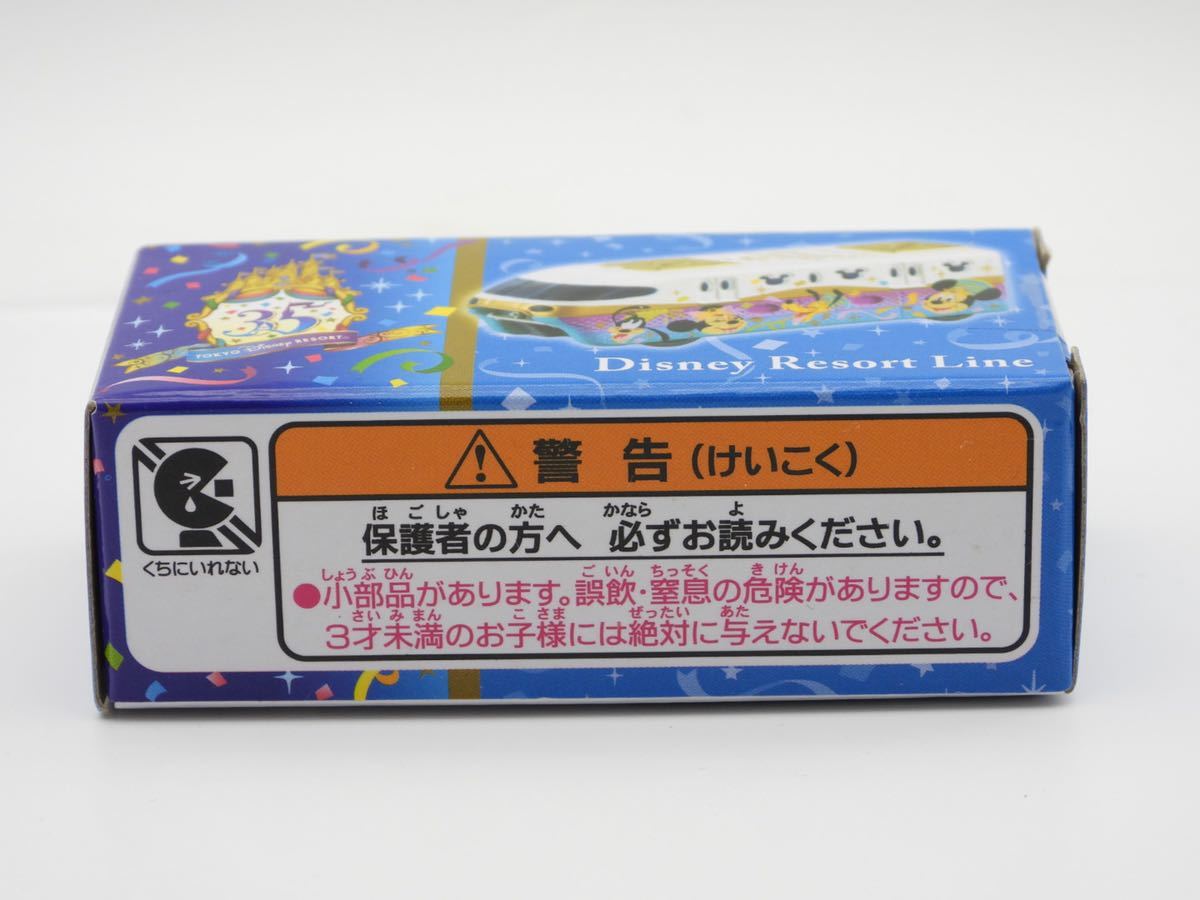 35
TOKYO Disney RESORT
Disney Resort Line
警告(けいこく)
ほごしゃ かた かなら よ
保護者の方へ 必ずお読みください。
くちにいれない
しょうぶひん ごいん ちっそく きけん
●小部品があります。誤飲・窒息の危険がありますので、
さいみまん こさま ぜったい あた
3才未満のお子様には絶対に与えないでください。